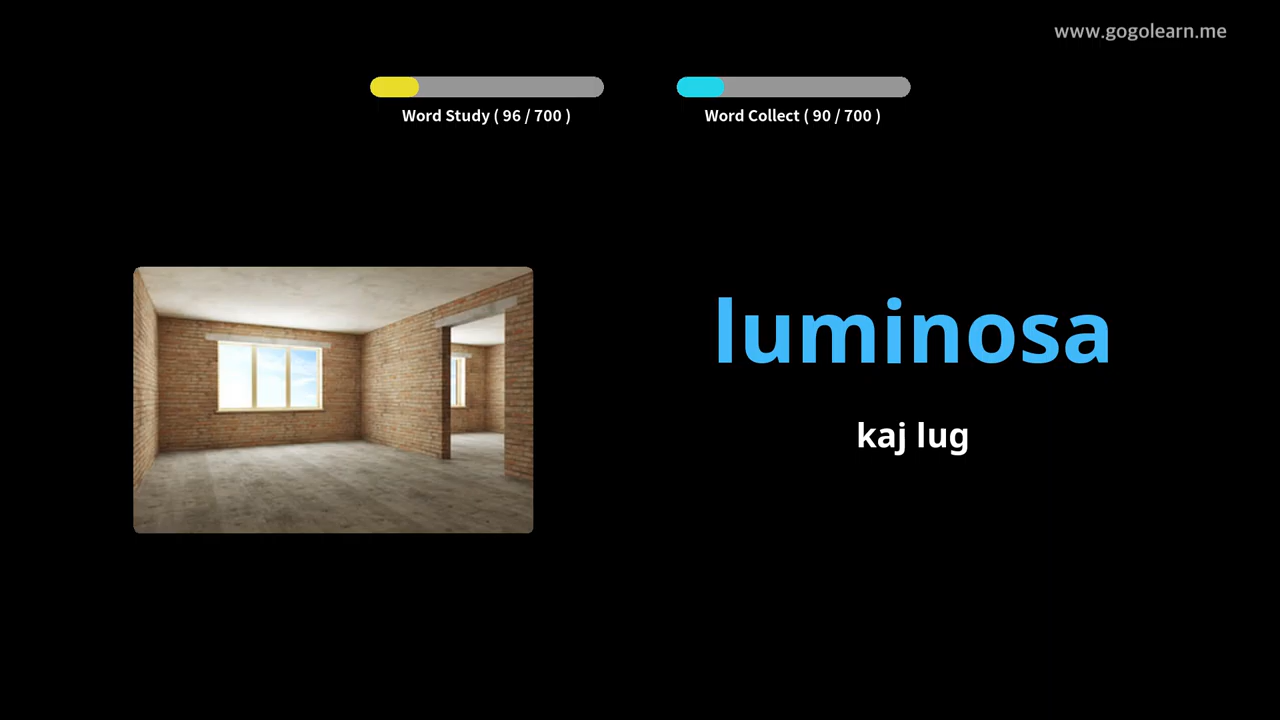 www.gogolearn.me
Word Study ( 96 / 700 )
Word Collect ( 90 / 700 )
luminosa
kaj lug